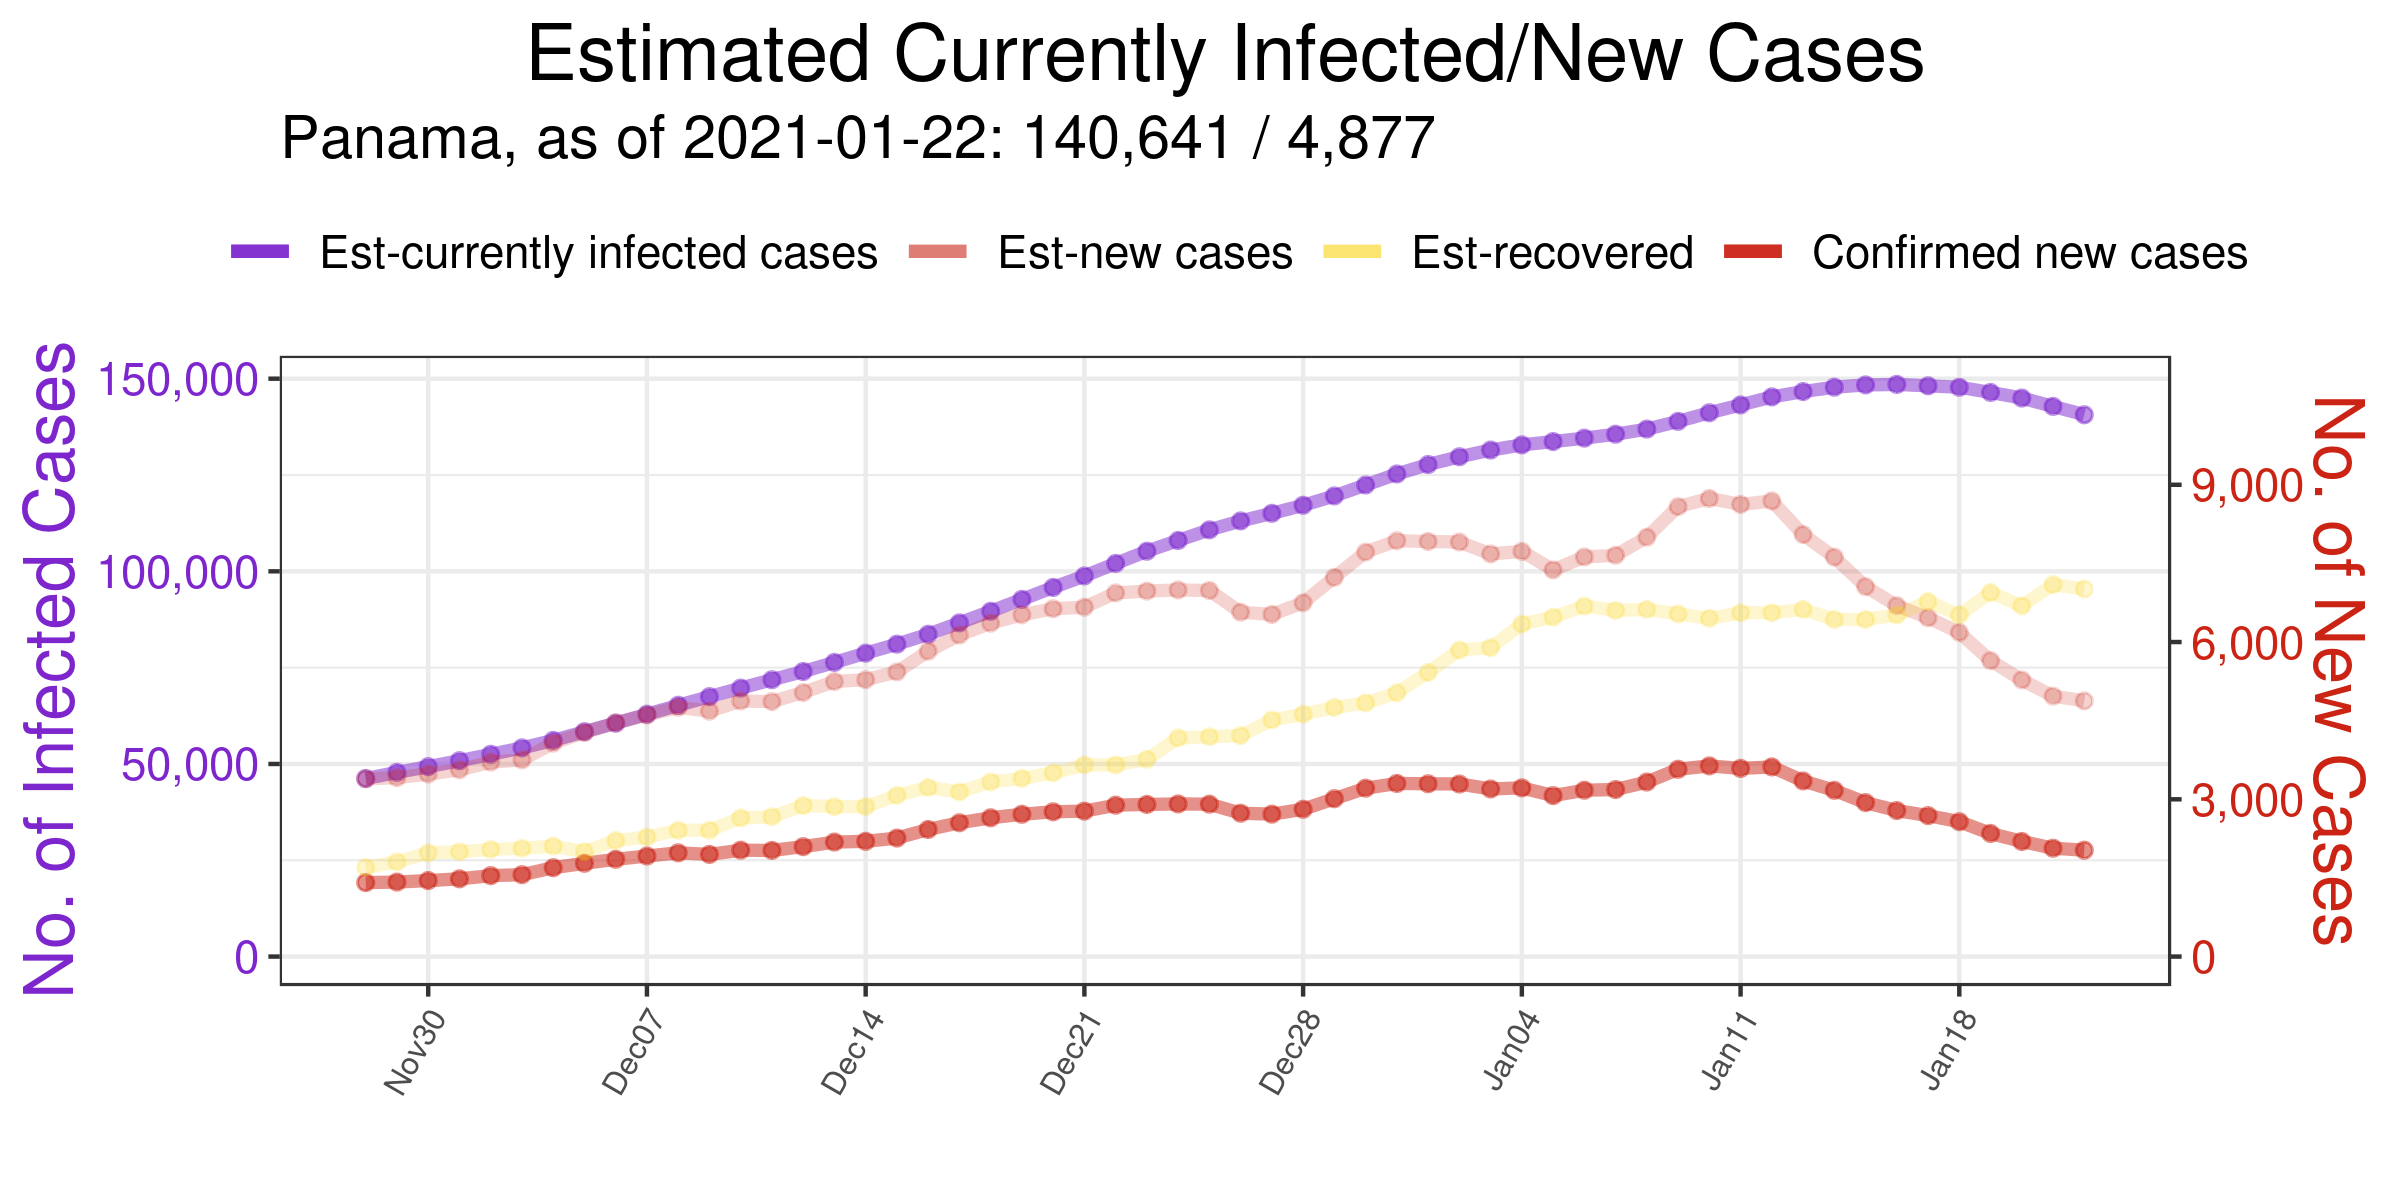 Estimated Currently Infected/New Cases
Panama, as of 2021-01-22: 140,641 / 4,877
Est-currently infected cases Est-new cases Est-recovered Confirmed new cases
No. of Infected Cases
150,000
100,000
50,000
0
9,000
6,000
3,000
0
No. of New Cases
Nov30 Dec07 Dec14 Dec21 Dec28 Jan04 Jan11 Jan18